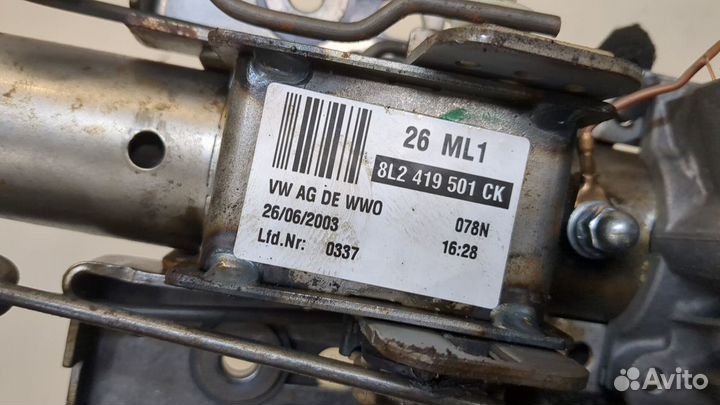 26 ML1
8L2 419 501 CK
VW AG DE WWO
26/06/2003 078N
Lfd.Nr: 0337 16:28
Avito